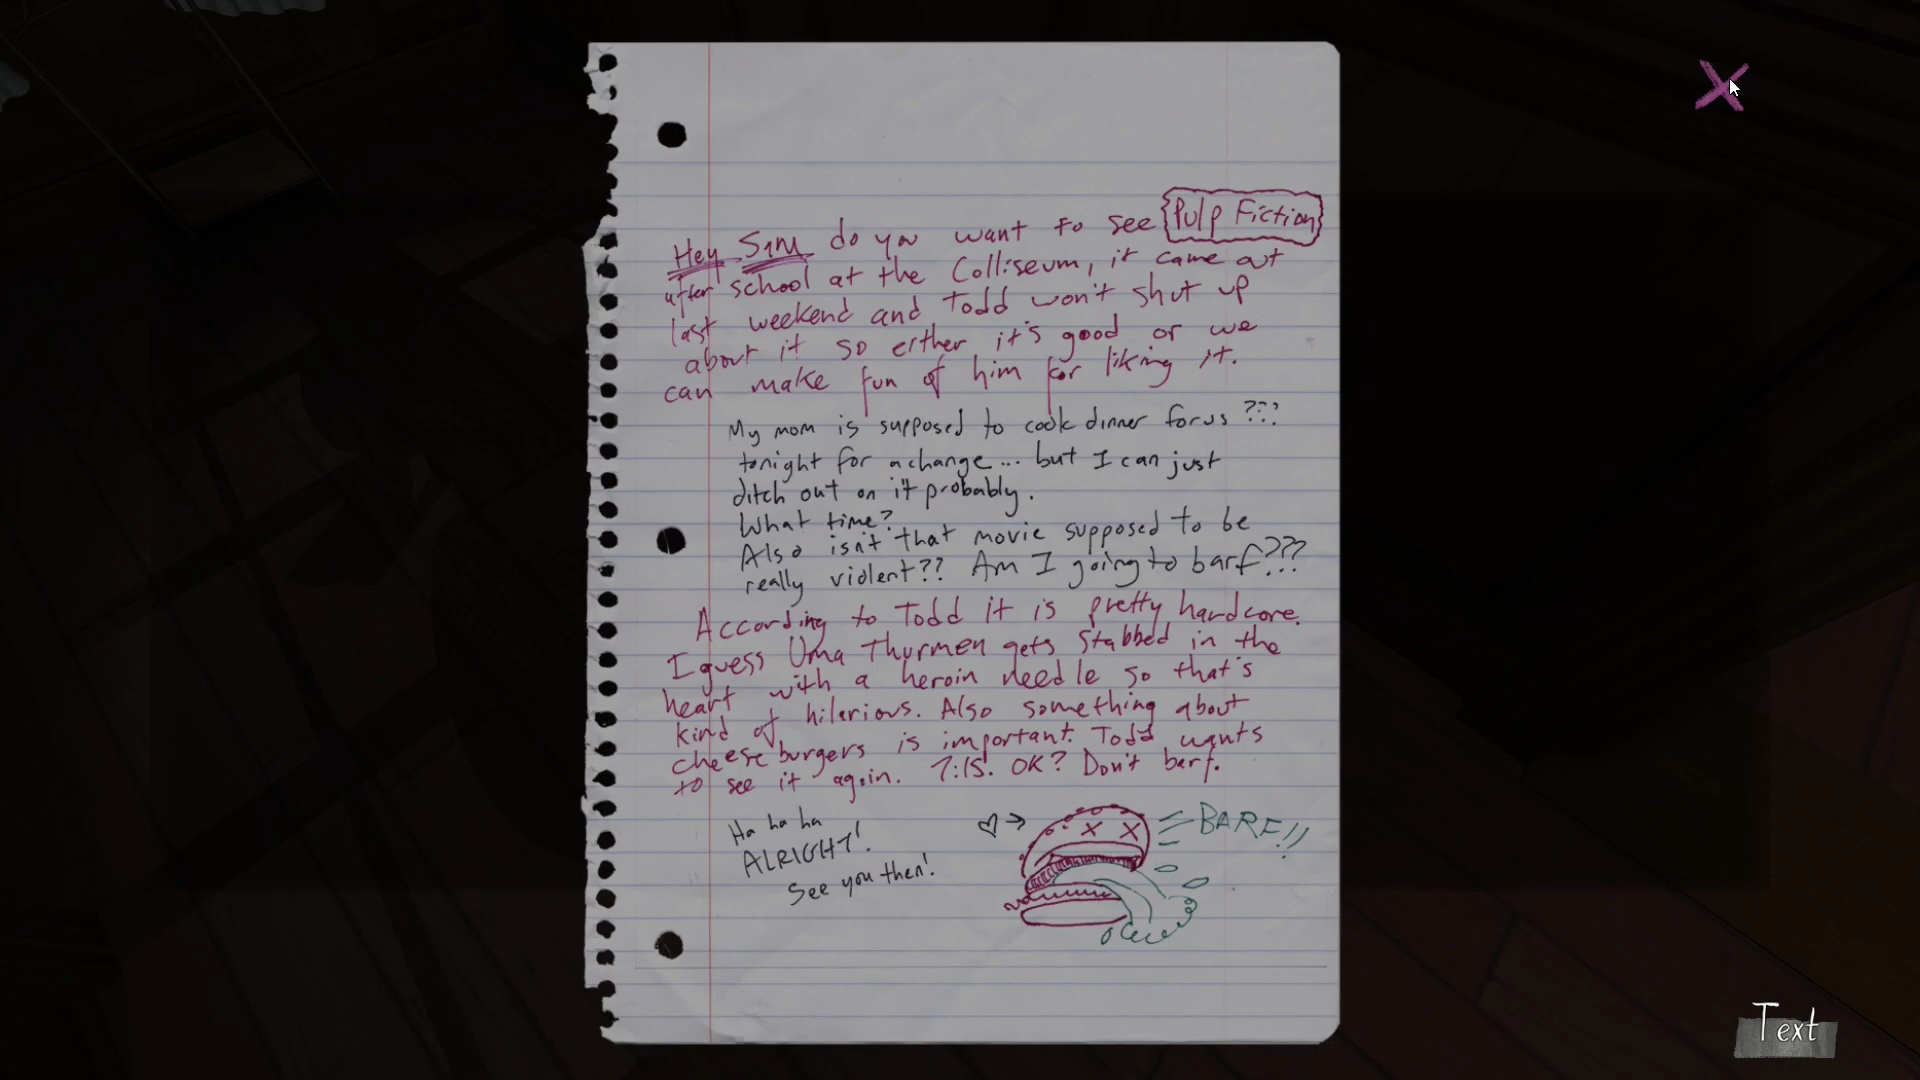 Hey Sam do you want to see Pulp Fiction
after school at the Colliseum, it came out
last weekend and Todd won't shut up
about it so either it's good or we
can make fun of him for liking it.
My mom is supposed to cook dinner for us ???
tonight for a change... but I can just
ditch out on it probably.
What time?
Also isn't that movie supposed to be
really violent?? Am I going to barf???
According to Todd it is pretty hardcore.
I guess Uma Thurmen gets stabbed in the
heart with a heroin needle so that's
kind of hilarious. Also something about
cheeseburgers is important. Todd wants
to see it again. 7:15. OK? Don't barf.
Ha ha ha
ALRIGHT!
See you then!
BARF!!
Text